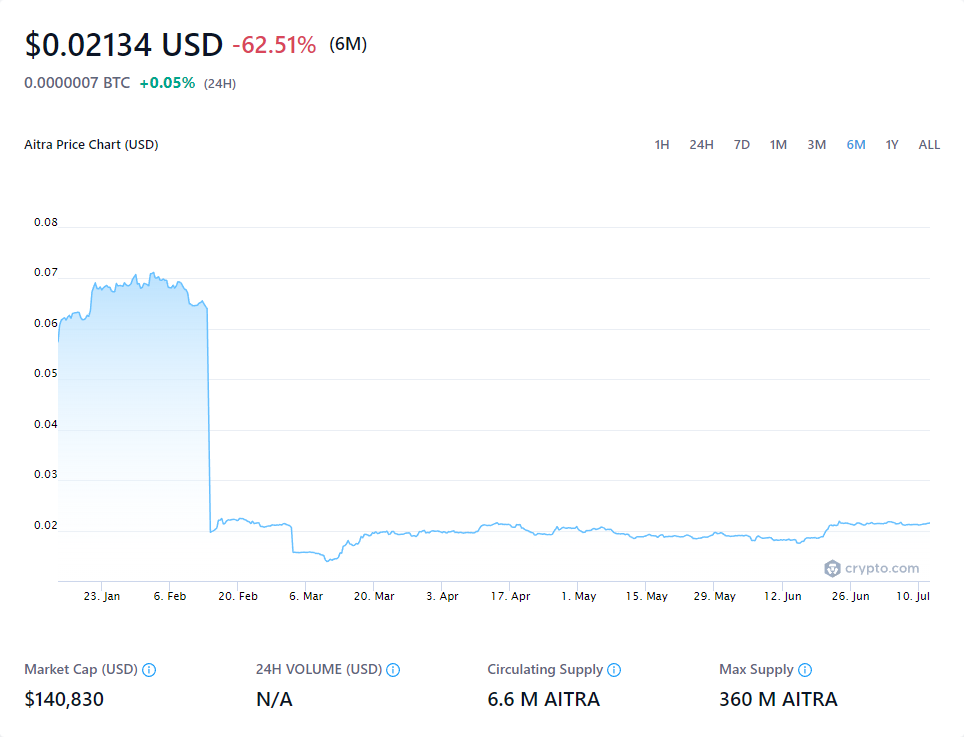 $0.02134 USD -62.51% (6M)
0.0000007 BTC +0.05% (24H)
Aitra Price Chart (USD) 1H 24H 7D 1M 3M 6M 1Y ALL
0.08
0.07
0.06
0.05
0.04
0.03
0.02
crypto.com
23. Jan 6. Feb 20. Feb 6. Mar 20. Mar 3. Apr 17. Apr 1. May 15. May 29. May 12. Jun 26. Jun 10. Jul
Market Cap (USD) 24H VOLUME (USD) Circulating Supply Max Supply
$140,830 N/A 6.6 M AITRA 360 M AITRA